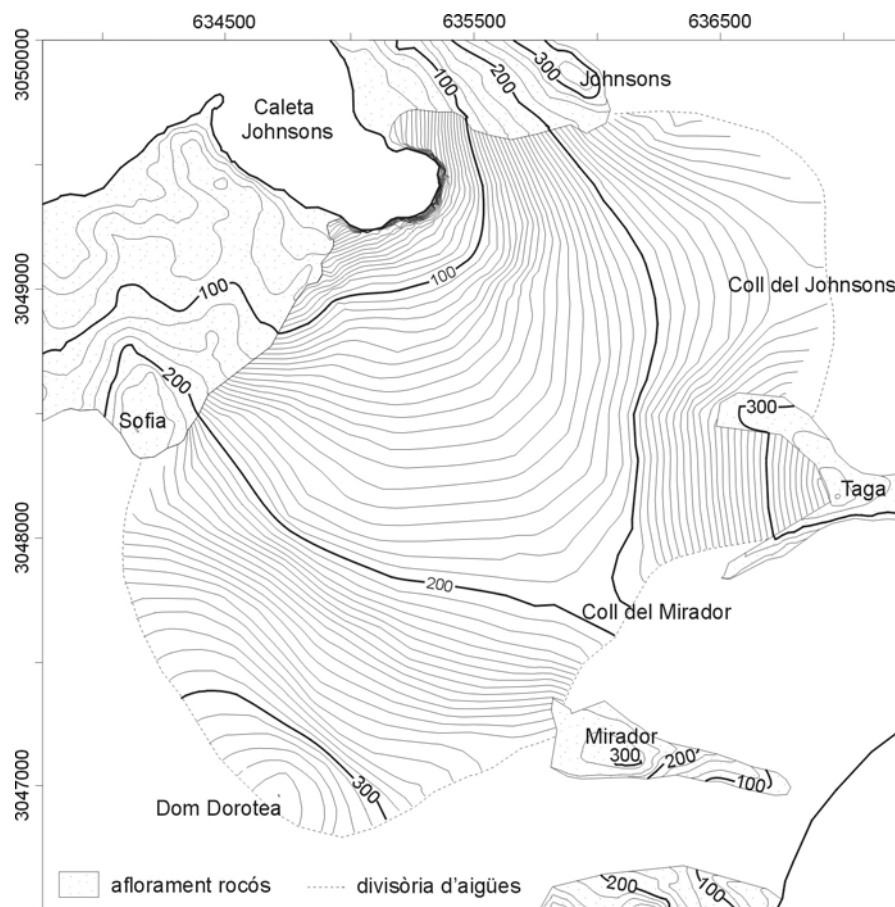 634500
635500
636500
3050000
3049000
3048000
3047000
300
Johnsons
200
100
Caleta
Johnsons
100
100
Coll del Johnsons
200
Sofia
300
Taga
200
Coll del Mirador
Mirador
300
200
100
300
Dom Dorotea
aflorament rocós
divisòria d'aigües
200
100